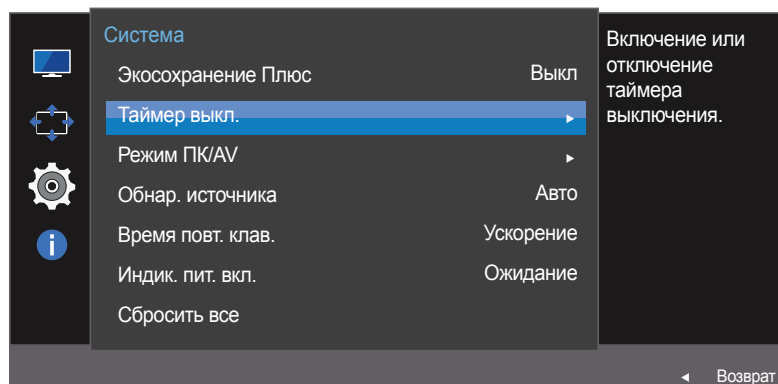 Система
Экосохранение Плюс Выкл
Таймер выкл.
Режим ПК/AV
Обнар. источника Авто
Время повт. клав. Ускорение
Индик. пит. вкл. Ожидание
Сбросить все
Включение или
отключение
таймера
выключения.
Возврат